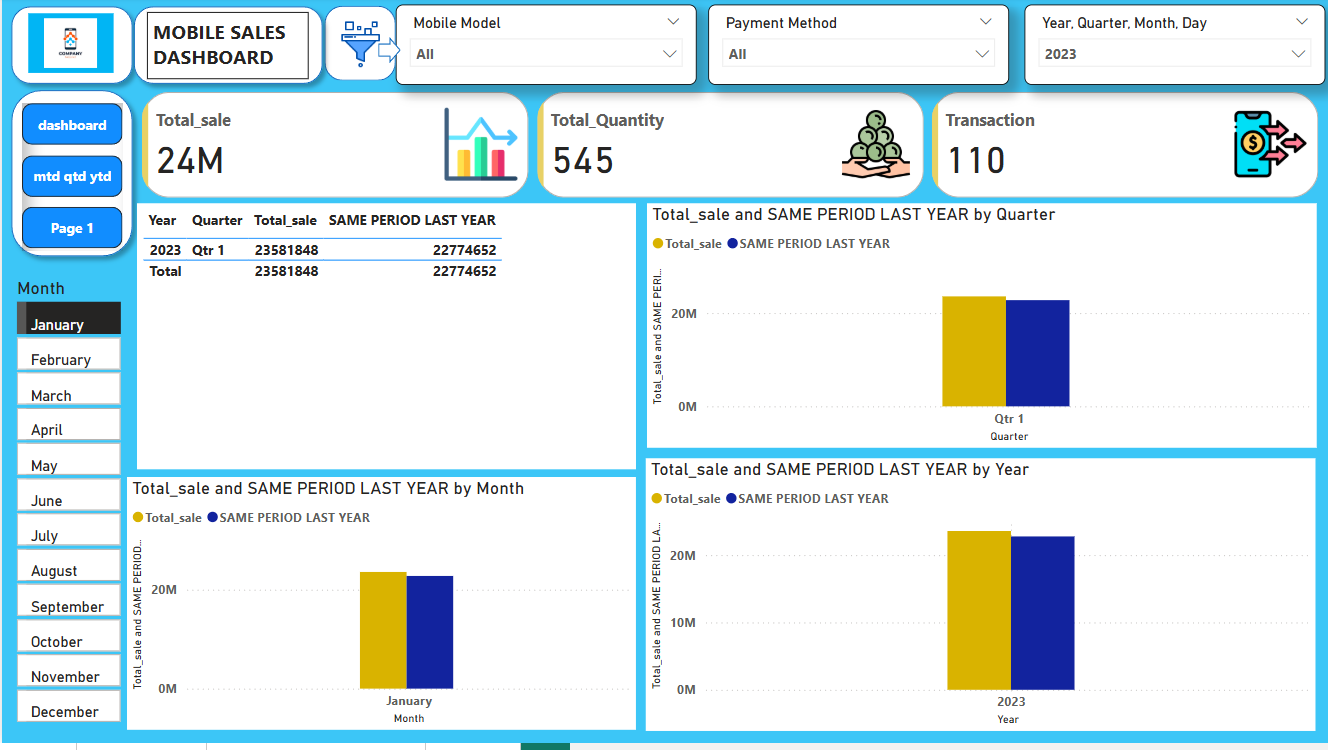 COMPANY
MOBILE SALES
DASHBOARD
Mobile Model
All
Payment Method
All
Year, Quarter, Month, Day
2023
dashboard
mtd qtd ytd
Page 1
Total_sale
24M
Total_Quantity
545
Transaction
110
$
Month
January
February
March
April
May
June
July
August
September
October
November
December
Year Quarter Total_sale SAME PERIOD LAST YEAR
2023 Qtr 1 23581848 22774652
Total 23581848 22774652
Total_sale and SAME PERIOD LAST YEAR by Quarter
Total_sale SAME PERIOD LAST YEAR
Total_sale and SAME PERI...
20M
0M
Qtr 1
Quarter
Total_sale and SAME PERIOD LAST YEAR by Month
Total_sale SAME PERIOD LAST YEAR
Total_sale and SAME PERIOD...
20M
0M
January
Month
Total_sale and SAME PERIOD LAST YEAR by Year
Total_sale SAME PERIOD LAST YEAR
Total_sale and SAME PERIOD LA...
20M
10M
0M
2023
Year